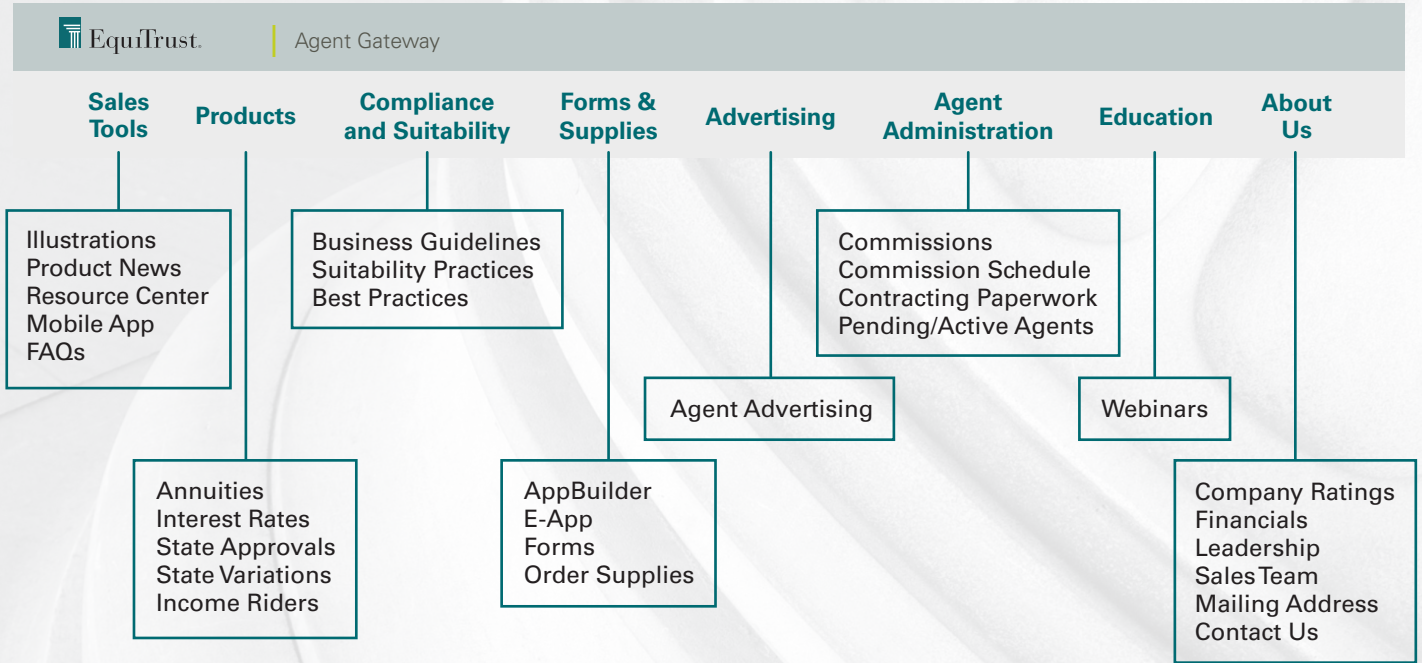 EquiTrust.
Agent Gateway
Sales
Tools
Products
Compliance
and Suitability
Forms &
Supplies
Advertising
Agent
Administration
Education
About
Us
Illustrations
Product News
Resource Center
Mobile App
FAQs
Business Guidelines
Suitability Practices
Best Practices
Commissions
Commission Schedule
Contracting Paperwork
Pending/Active Agents
Agent Advertising
Webinars
Annuities
Interest Rates
State Approvals
State Variations
Income Riders
AppBuilder
E-App
Forms
Order Supplies
Company Ratings
Financials
Leadership
Sales Team
Mailing Address
Contact Us